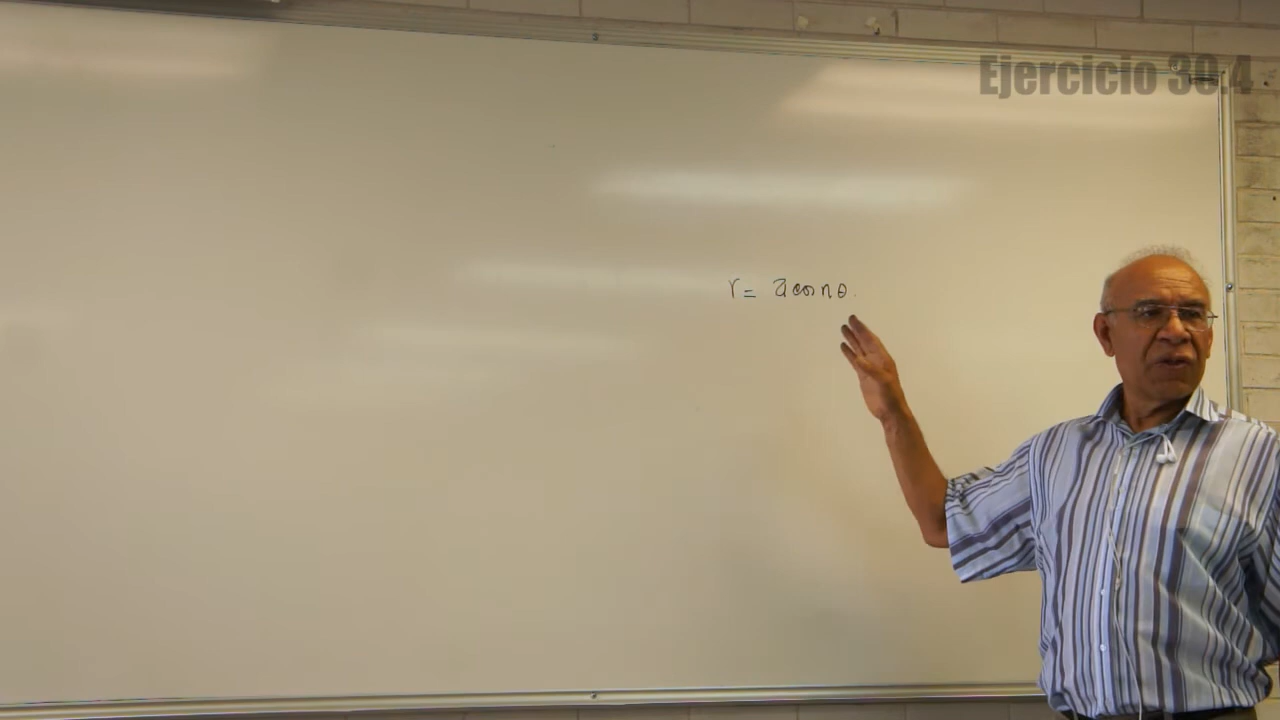 Ejercicio 30.4
r = a cos nθ.